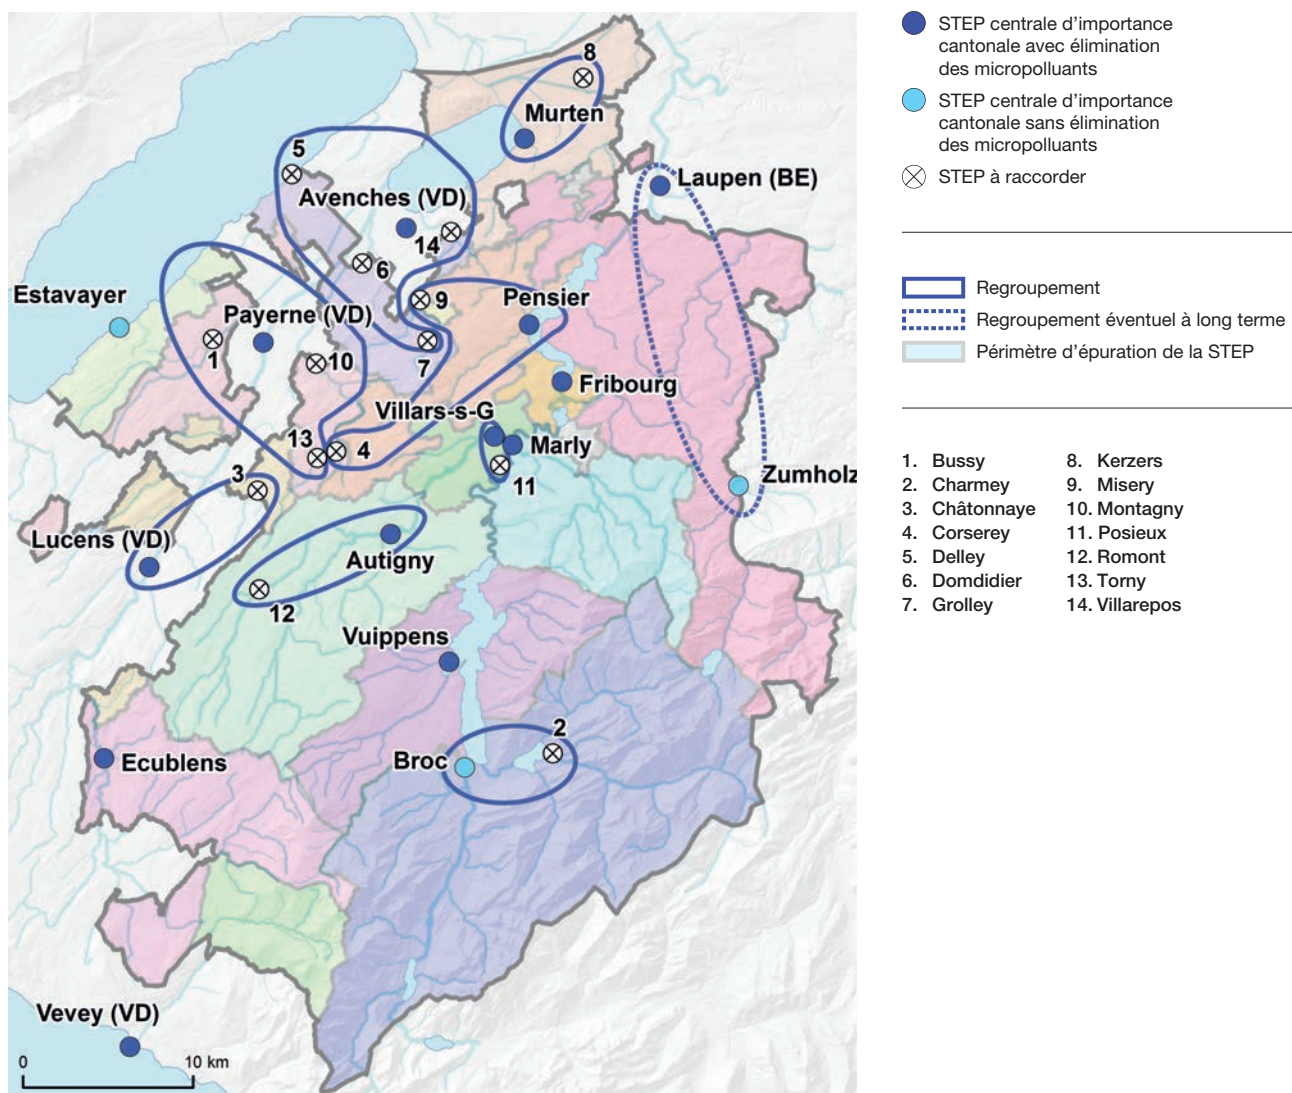 8
Murten
5
Laupen (BE)
Avenches (VD)
14
6
Estavayer
9
Pensier
Payerne (VD)
1
10
7
Fribourg
Villars-s-G
13
4
Marly
3
11
Zumholz
Lucens (VD)
Autigny
12
Vuippens
2
Broc
Ecublens
Vevey (VD)
0 10 km
STEP centrale d'importance
cantonale avec élimination
des micropolluants
STEP centrale d'importance
cantonale sans élimination
des micropolluants
STEP à raccorder
Regroupement
Regroupement éventuel à long terme
Périmètre d'épuration de la STEP
1. Bussy
2. Charmey
3. Châtonnaye
4. Corserey
5. Delley
6. Domdidier
7. Grolley
8. Kerzers
9. Misery
10. Montagny
11. Posieux
12. Romont
13. Torny
14. Villarepos